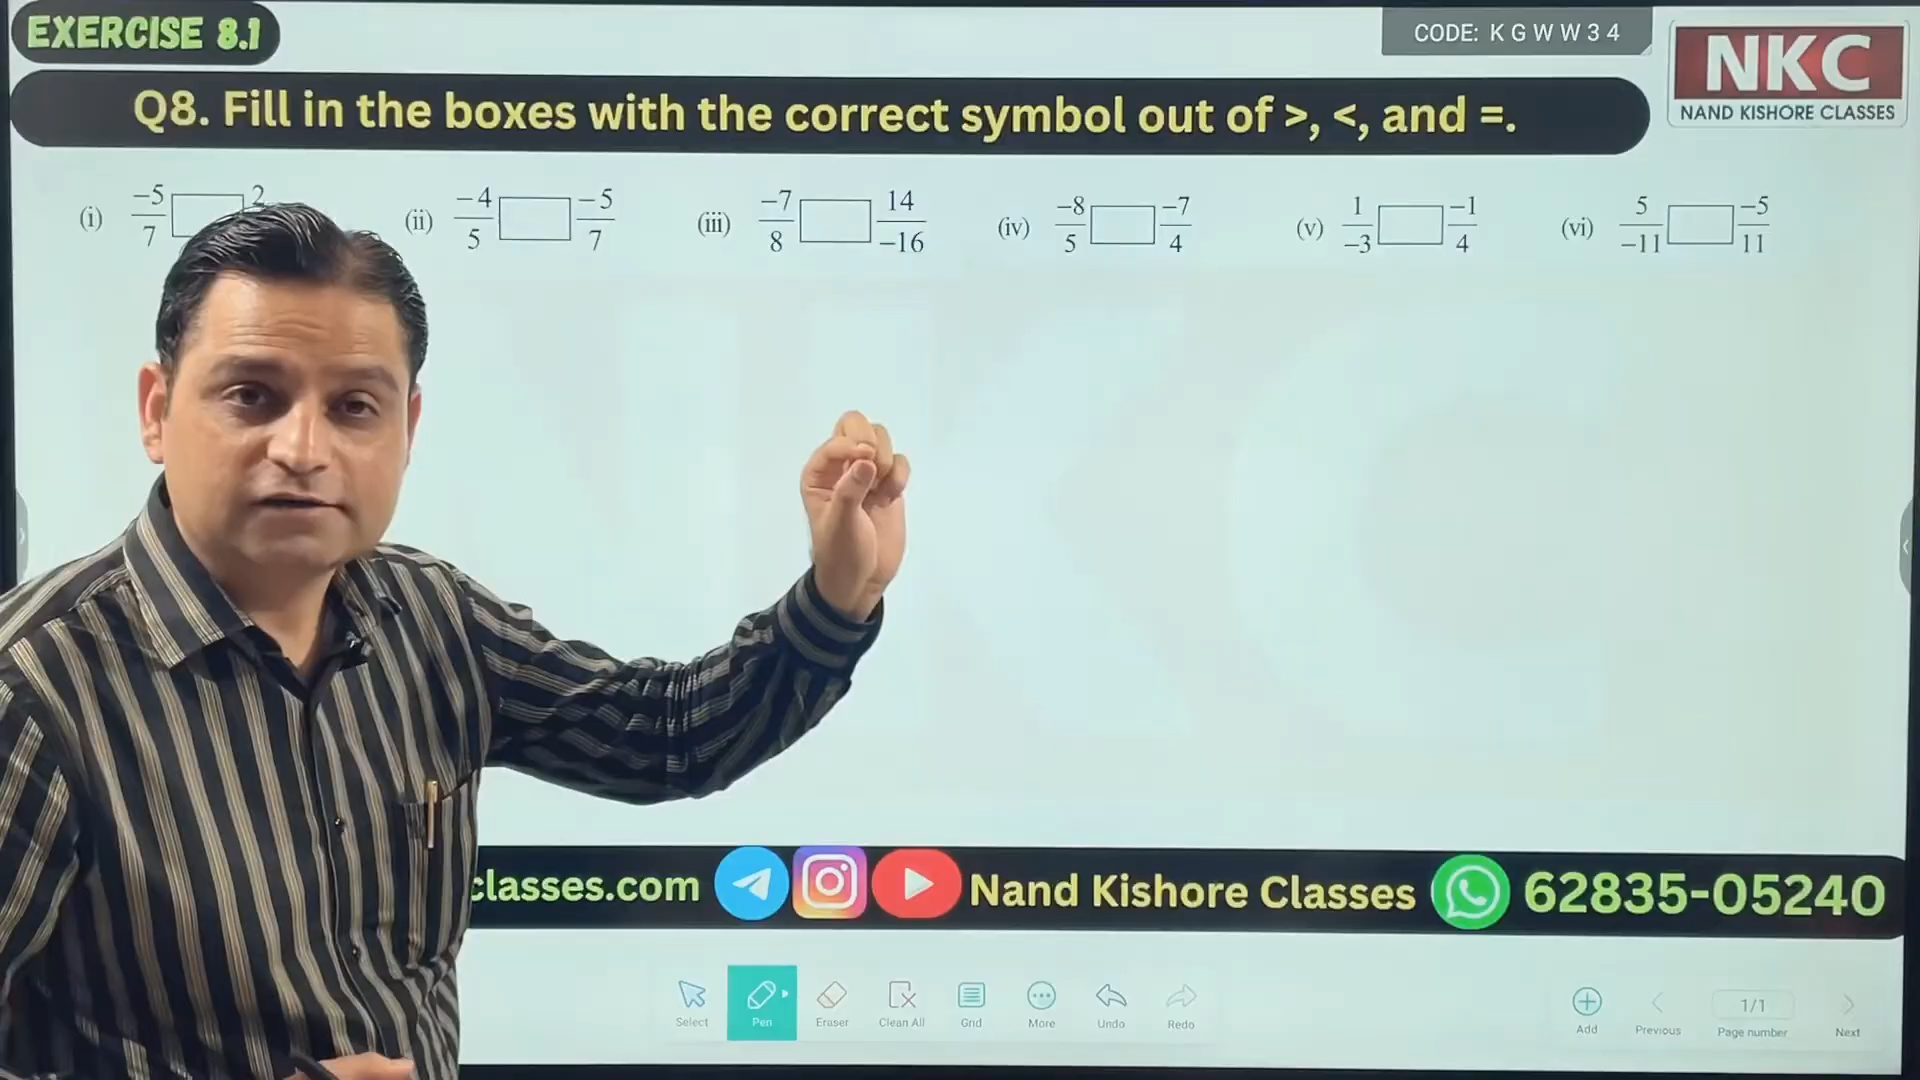 EXERCISE 8.1
CODE: K G W W 3 4
NKC
NAND KISHORE CLASSES
Q8. Fill in the boxes with the correct symbol out of >, <, and =.
(i) -5/7 □ 2
(ii) -4/5 □ -5/7
(iii) -7/8 □ 14/-16
(iv) -8/5 □ -7/4
(v) 1/-3 □ -1/4
(vi) 5/-11 □ -5/11
classes.com Nand Kishore Classes 62835-05240
Select Pen Eraser Clean All Grid More Undo Redo Add Previous 1/1 Page number Next